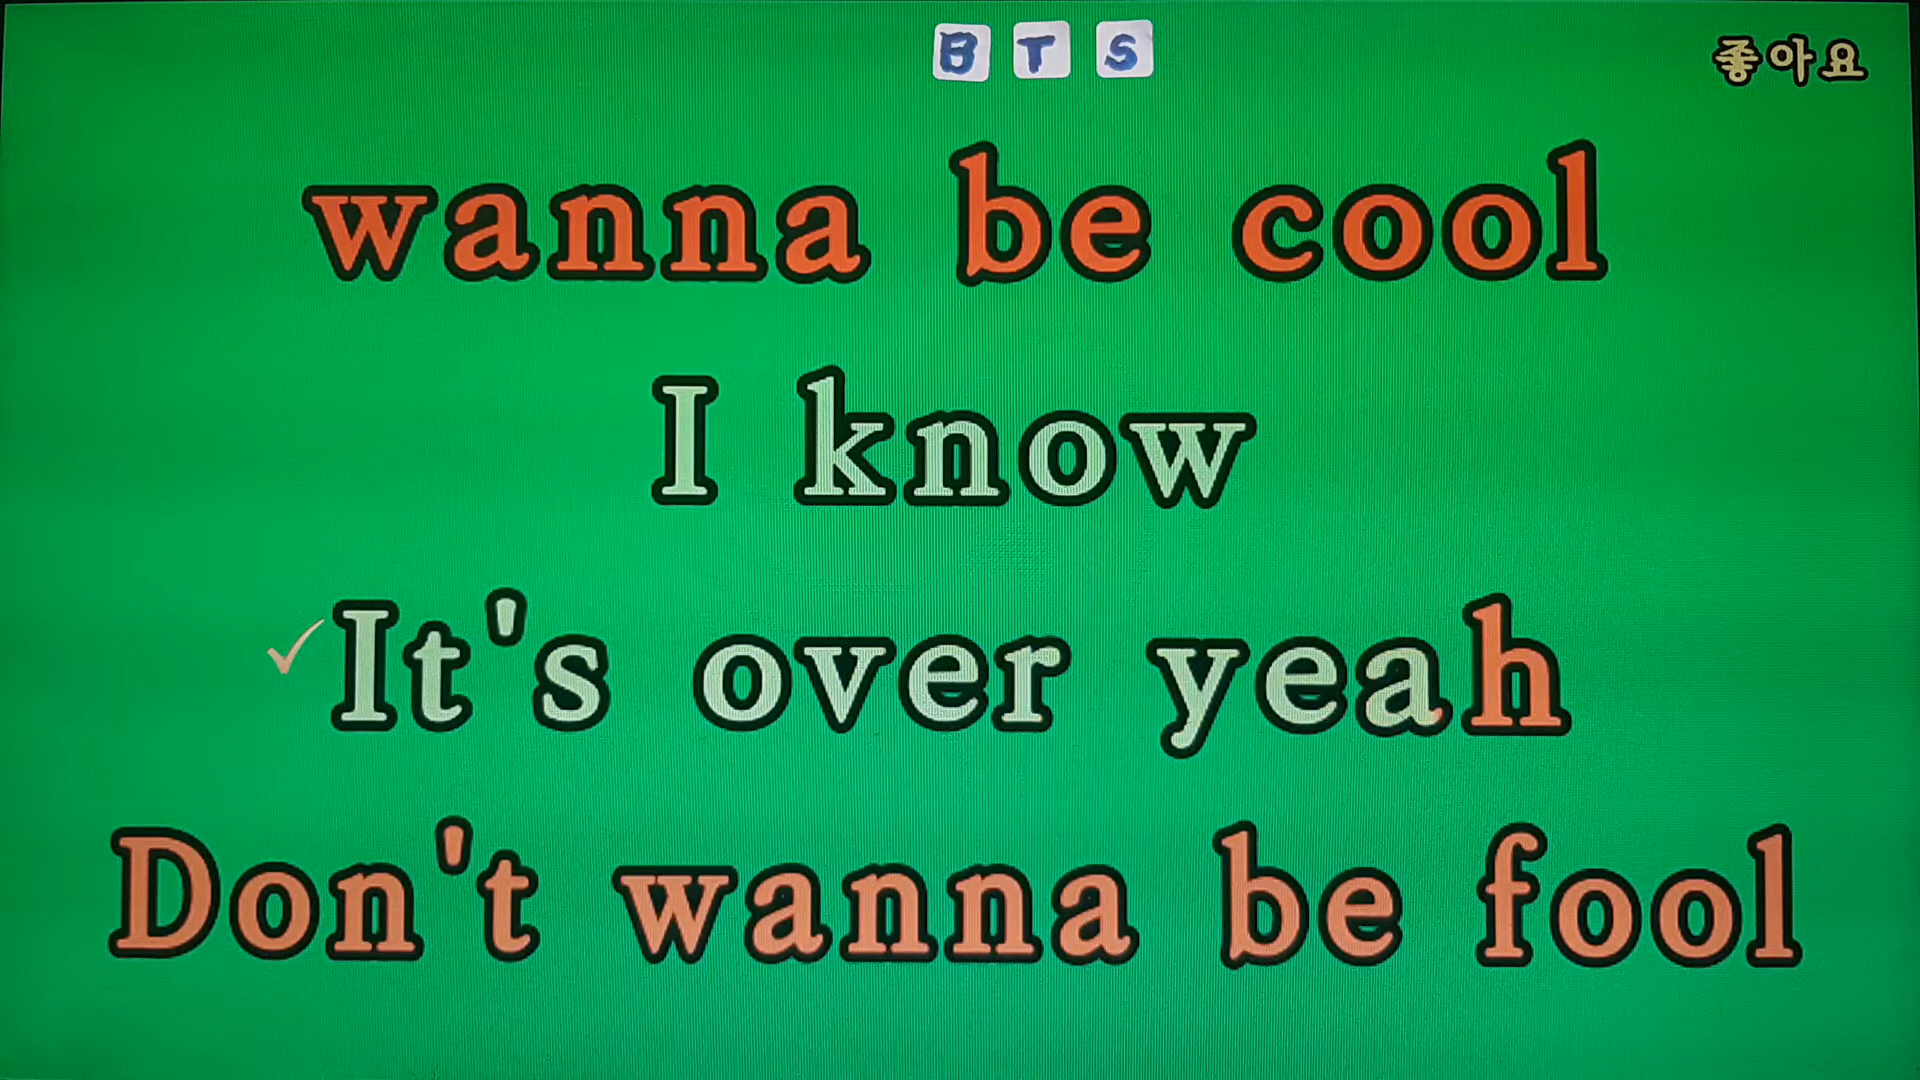 B T S
좋아요
wanna be cool
I know
It's over yeah
Don't wanna be fool